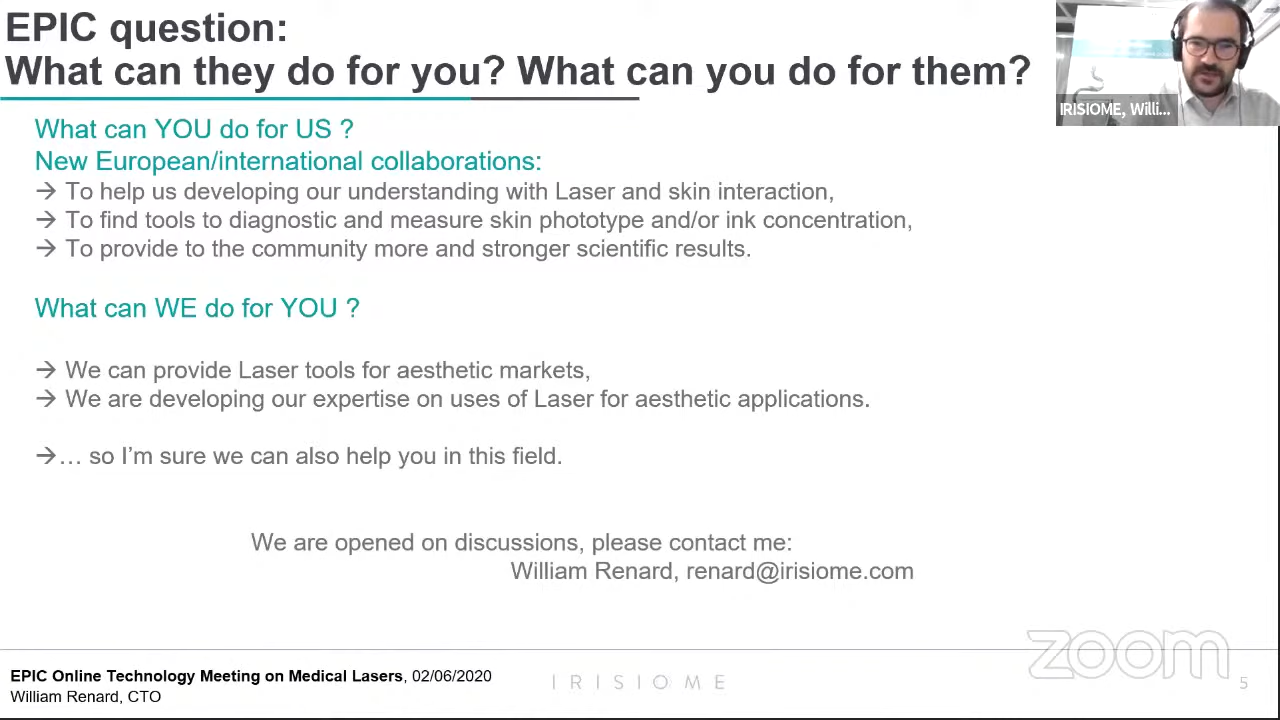 EPIC question:
What can they do for you? What can you do for them?
IRISIOME, Willi...
What can YOU do for US ?
New European/international collaborations:
→ To help us developing our understanding with Laser and skin interaction,
→ To find tools to diagnostic and measure skin phototype and/or ink concentration,
→ To provide to the community more and stronger scientific results.
What can WE do for YOU ?
→ We can provide Laser tools for aesthetic markets,
→ We are developing our expertise on uses of Laser for aesthetic applications.
→… so I’m sure we can also help you in this field.
We are opened on discussions, please contact me:
William Renard, renard@irisiome.com
zoom
EPIC Online Technology Meeting on Medical Lasers, 02/06/2020
William Renard, CTO
IRISIOME
5